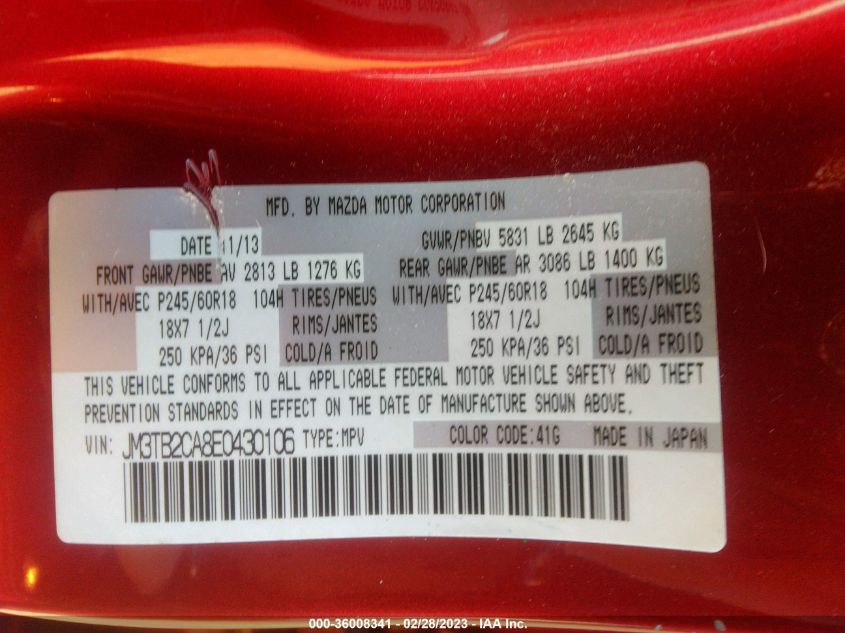 MFD. BY MAZDA MOTOR CORPORATION
DATE 11/13 GVWR/PNBV 5831 LB 2645 KG
FRONT GAWR/PNBE AV 2813 LB 1276 KG REAR GAWR/PNBE AR 3086 LB 1400 KG
WITH/AVEC P245/60R18 104H TIRES/PNEUS WITH/AVEC P245/60R18 104H TIRES/PNEUS
18X7 1/2J RIMS/JANTES 18X7 1/2J RIMS/JANTES
250 KPA/36 PSI COLD/A FROID 250 KPA/36 PSI COLD/A FROID
THIS VEHICLE CONFORMS TO ALL APPLICABLE FEDERAL MOTOR VEHICLE SAFETY AND THEFT
PREVENTION STANDARDS IN EFFECT ON THE DATE OF MANUFACTURE SHOWN ABOVE.
VIN: JM3TB2CA8E0430106 TYPE:MPV COLOR CODE:41G MADE IN JAPAN
000-36008341 - 02/28/2023 - IAA Inc.